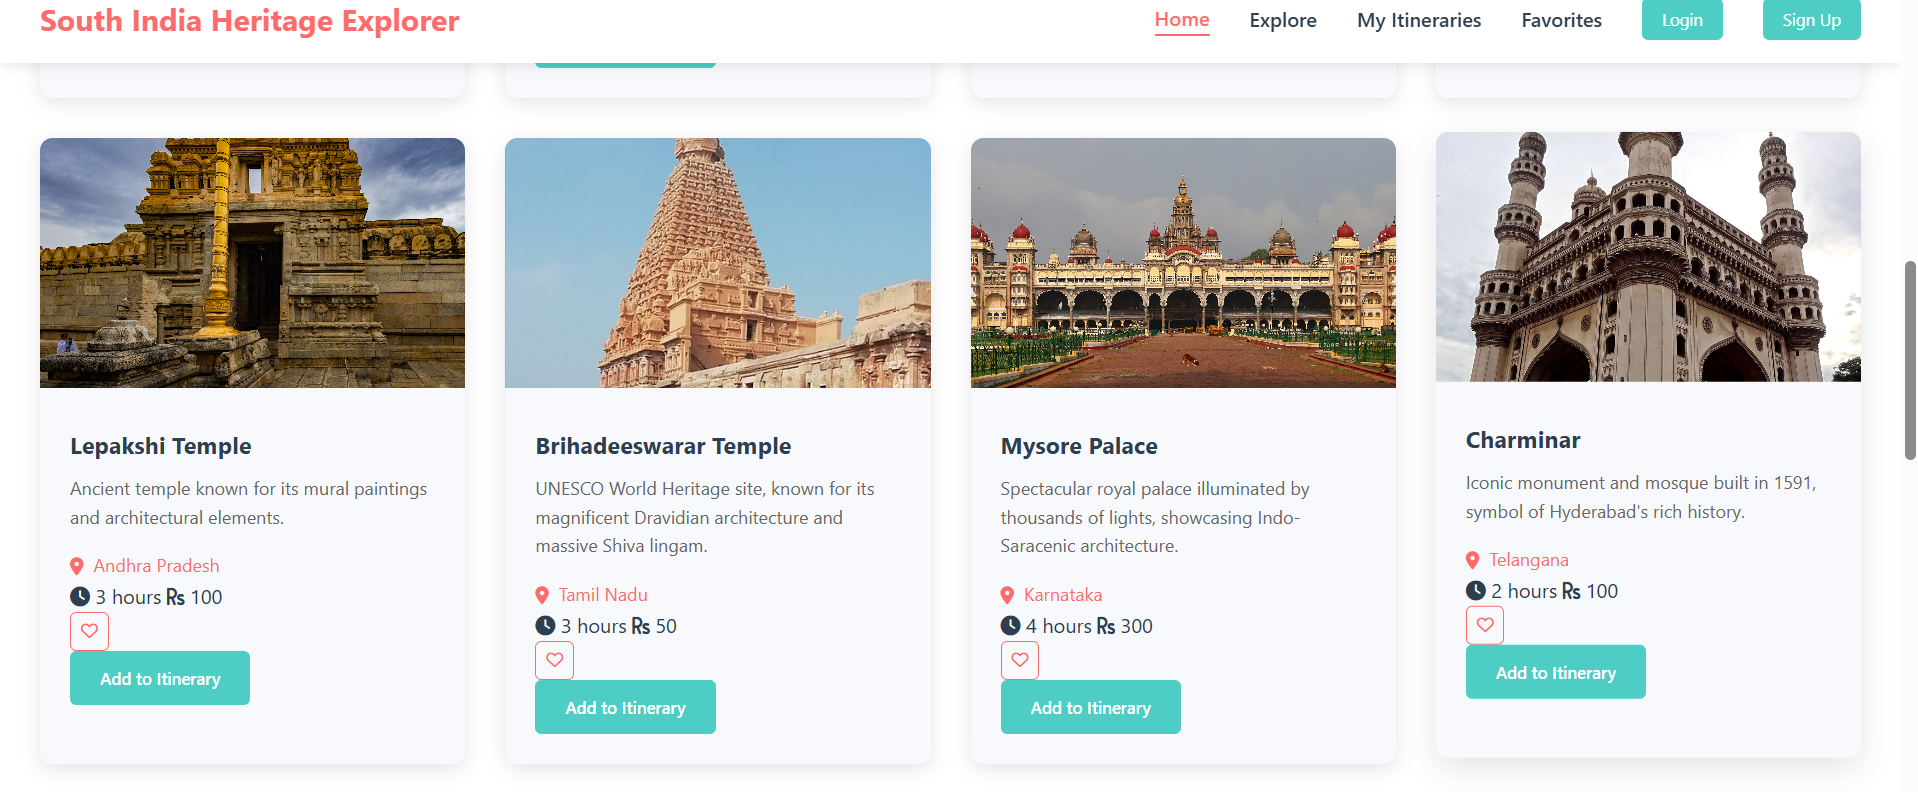 South India Heritage Explorer
Home
Explore
My Itineraries
Favorites
Login
Sign Up
Lepakshi Temple
Ancient temple known for its mural paintings
and architectural elements.
Andhra Pradesh
3 hours Rs 100
Add to Itinerary
Brihadeeswarar Temple
UNESCO World Heritage site, known for its
magnificent Dravidian architecture and
massive Shiva lingam.
Tamil Nadu
3 hours Rs 50
Add to Itinerary
Mysore Palace
Spectacular royal palace illuminated by
thousands of lights, showcasing Indo-
Saracenic architecture.
Karnataka
4 hours Rs 300
Add to Itinerary
Charminar
Iconic monument and mosque built in 1591,
symbol of Hyderabad's rich history.
Telangana
2 hours Rs 100
Add to Itinerary